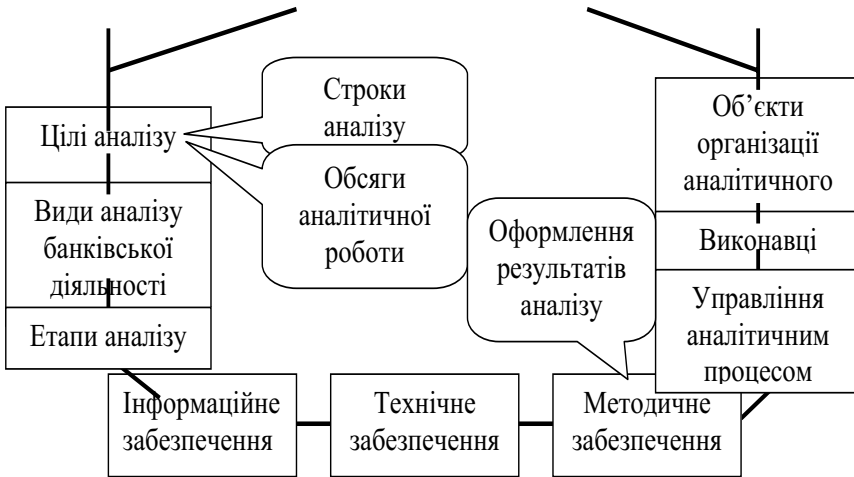 Цілі аналізу
Види аналізу
банківської
діяльності
Етапи аналізу
Строки
аналізу
Обсяги
аналітичної
роботи
Оформлення
результатів
аналізу
Об’єкти
організації
аналітичного
Виконавці
Управління
аналітичним
процесом
Інформаційне
забезпечення
Технічне
забезпечення
Методичне
забезпечення